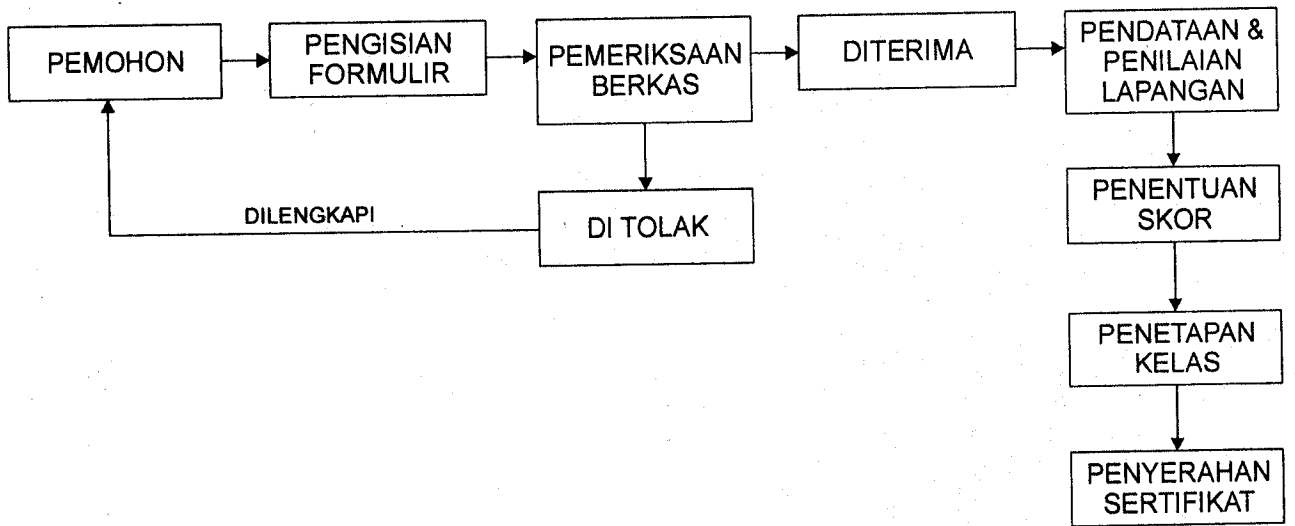 PEMOHON
PENGISIAN
FORMULIR
PEMERIKSAAN
BERKAS
DITERIMA
PENDATAAN &
PENILAIAN
LAPANGAN
DILENGKAPI
DI TOLAK
PENENTUAN
SKOR
PENETAPAN
KELAS
PENYERAHAN
SERTIFIKAT